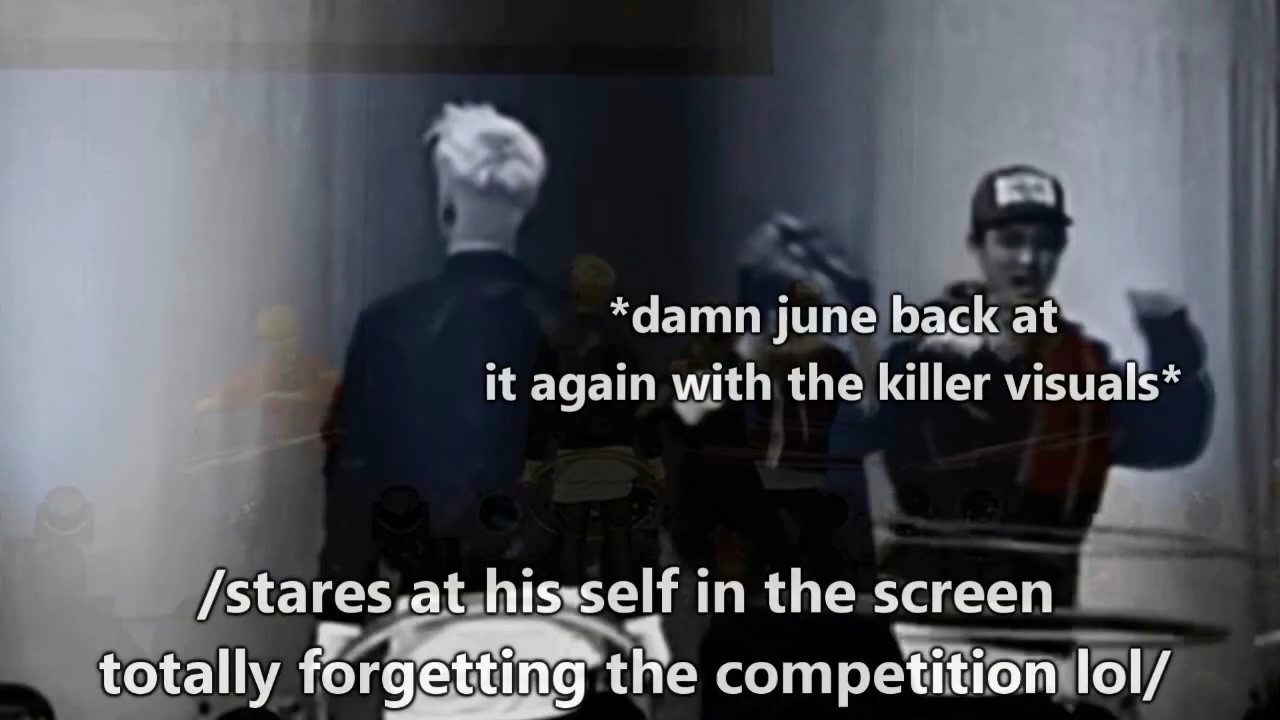 *damn june back at
it again with the killer visuals*
/stares at his self in the screen
totally forgetting the competition lol/